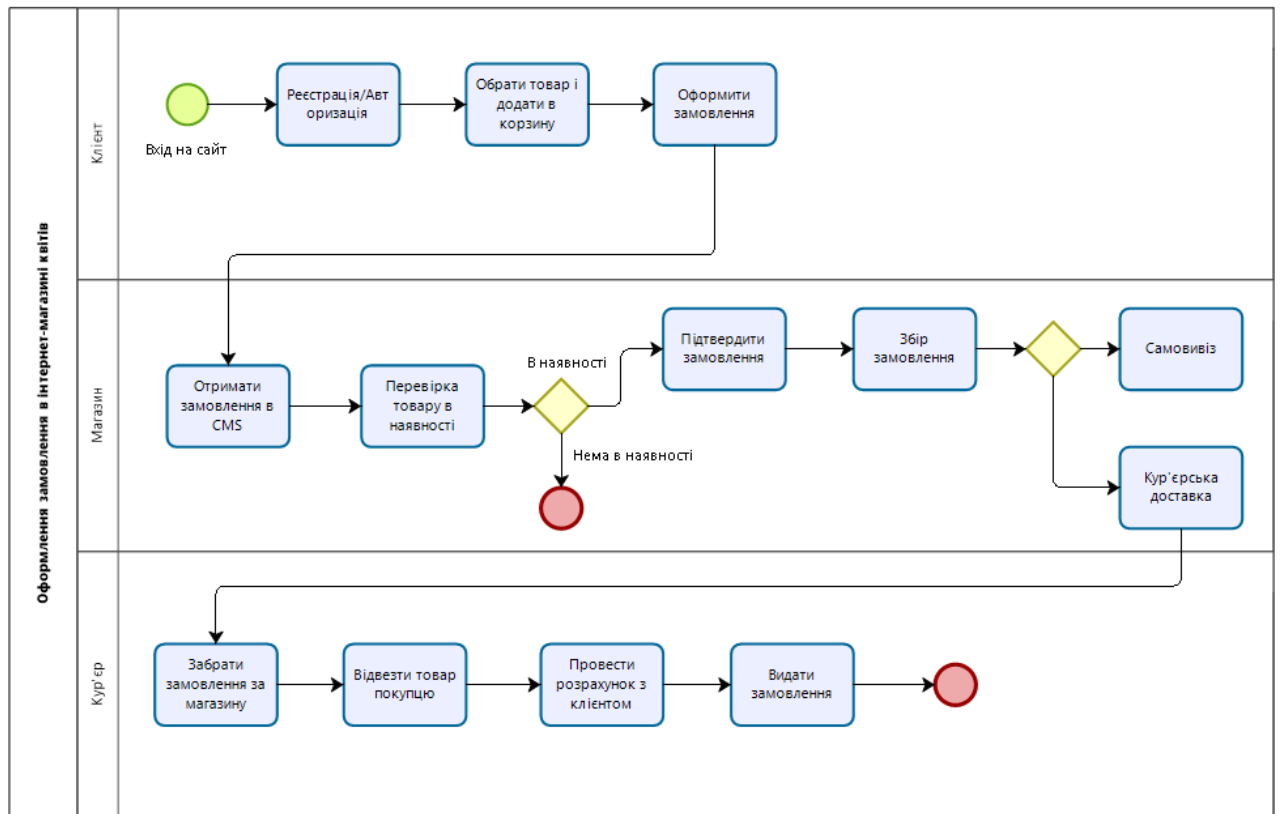 Оформлення замовлення в інтернет-магазині квітів
Клієнт
Вхід на сайт
Реєстрація/Авт
оризація
Обрати товар і
додати в
корзину
Оформити
замовлення
Магазин
Отримати
замовлення в
CMS
Перевірка
товару в
наявності
В наявності
Нема в наявності
Підтвердити
замовлення
Збір
замовлення
Самовивіз
Кур'єрська
доставка
Кур'єр
Забрати
замовлення за
магазину
Відвезти товар
покупцю
Провести
розрахунок з
клієнтом
Видати
замовлення